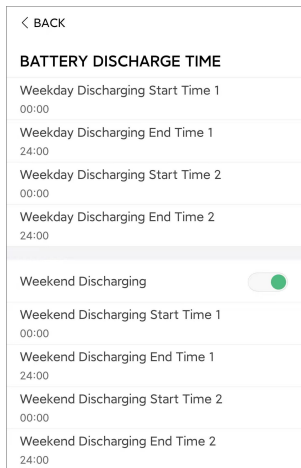 < BACK
BATTERY DISCHARGE TIME
Weekday Discharging Start Time 1
00:00
Weekday Discharging End Time 1
24:00
Weekday Discharging Start Time 2
00:00
Weekday Discharging End Time 2
24:00
Weekend Discharging
Weekend Discharging Start Time 1
00:00
Weekend Discharging End Time 1
24:00
Weekend Discharging Start Time 2
00:00
Weekend Discharging End Time 2
24:00